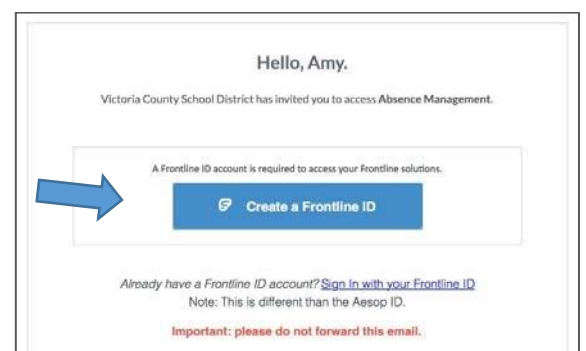 Hello, Amy.
Victoria County School District has invited you to access Absence Management.
A Frontline ID account is required to access your Frontline solutions.
Create a Frontline ID
Already have a Frontline ID account? Sign In with your Frontline ID
Note: This is different than the Aesop ID.
Important: please do not forward this email.